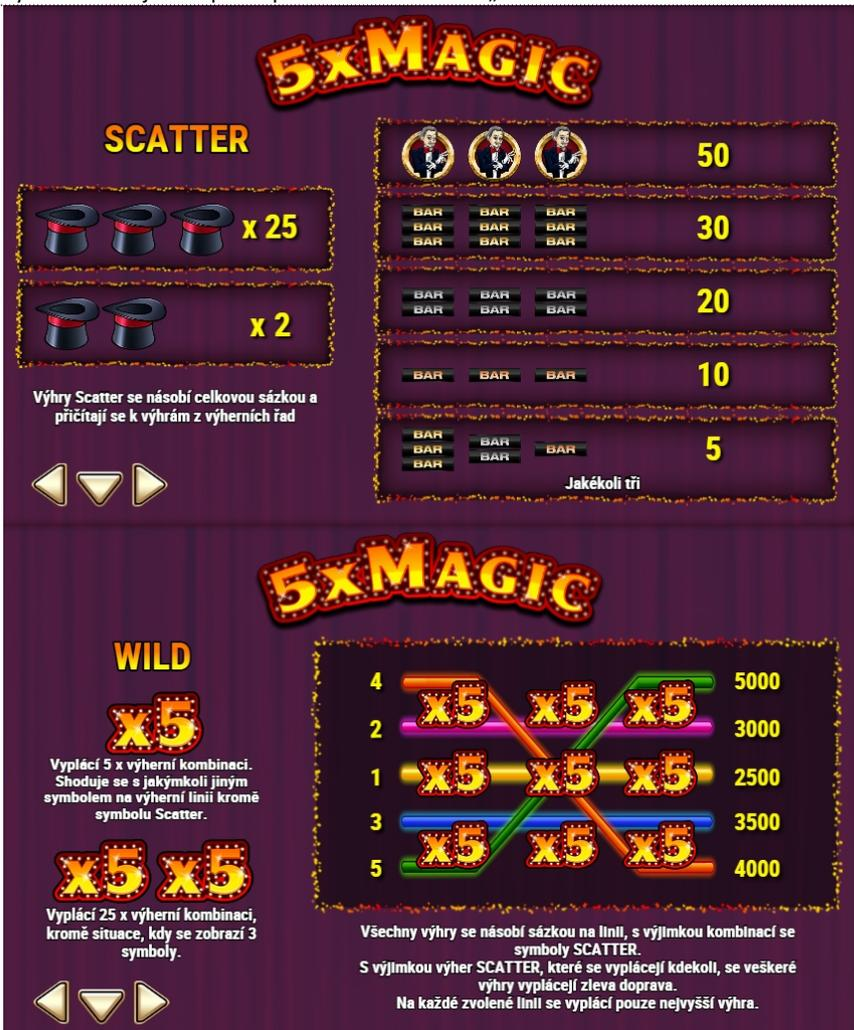 5xMAGIC
SCATTER
x 25
x 2
Výhry Scatter se násobí celkovou sázkou a
přičítají se k výhrám z výherních řad
50
BAR BAR BAR
BAR BAR BAR
BAR BAR BAR
30
BAR BAR BAR
BAR BAR BAR
20
BAR BAR BAR
10
BAR
BAR
BAR
BAR
BAR
BAR
5
Jakékoli tři
5xMAGIC
WILD
x5
Vyplácí 5 x výherní kombinaci.
Shoduje se s jakýmkoli jiným
symbolem na výherní linii kromě
symbolu Scatter.
x5 x5
Vyplácí 25 x výherní kombinaci,
kromě situace, kdy se zobrazí 3
symboly.
4 5000
x5 x5 x5
2 3000
1 x5 x5 x5 2500
3 3500
x5 x5 x5
5 4000
Všechny výhry se násobí sázkou na linii, s výjimkou kombinací se
symboly SCATTER.
S výjimkou výher SCATTER, které se vyplácejí kdekoli, se veškeré
výhry vyplácejí zleva doprava.
Na každé zvolené linii se vyplácí pouze nejvyšší výhra.